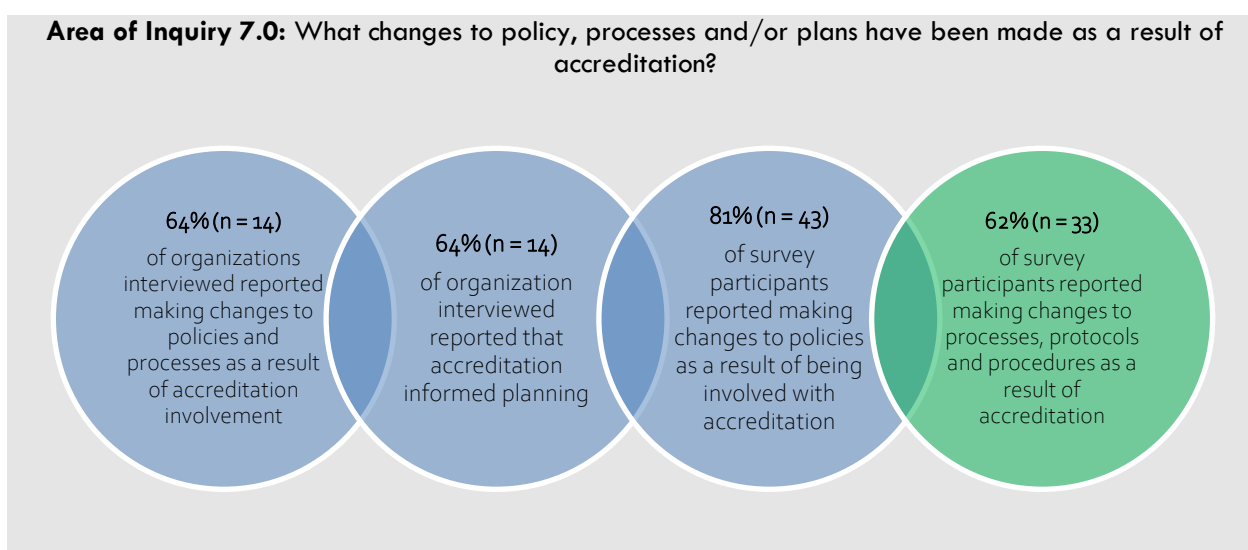 Area of Inquiry 7.0: What changes to policy, processes and/or plans have been made as a result of
accreditation?
64% (n = 14)
of organizations
interviewed reported
making changes to
policies and
processes as a result
of accreditation
involvement
64% (n = 14)
of organization
interviewed
reported that
accreditation
informed planning
81% (n = 43)
of survey
participants
reported making
changes to policies
as a result of being
involved with
accreditation
62% (n = 33)
of survey
participants reported
making changes to
processes, protocols
and procedures as a
result of
accreditation